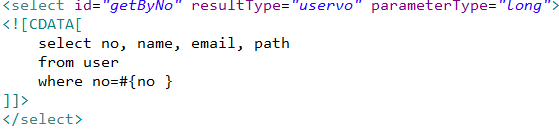 <select id="getByNo" resultType="uservo" parameterType="long">
<![CDATA[
select no, name, email, path
from user
where no=#{no }
]]>
</select>